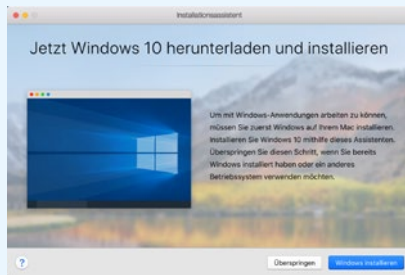 Installationsassistent
Jetzt Windows 10 herunterladen und installieren
Um mit Windows-Anwendungen arbeiten zu können,
müssen Sie zuerst Windows auf Ihrem Mac installieren.
Installieren Sie Windows 10 mithilfe dieses Assistenten.
Überspringen Sie diesen Schritt, wenn Sie bereits
Windows installiert haben oder ein anderes
Betriebssystem verwenden möchten.
? Überspringen Windows installieren